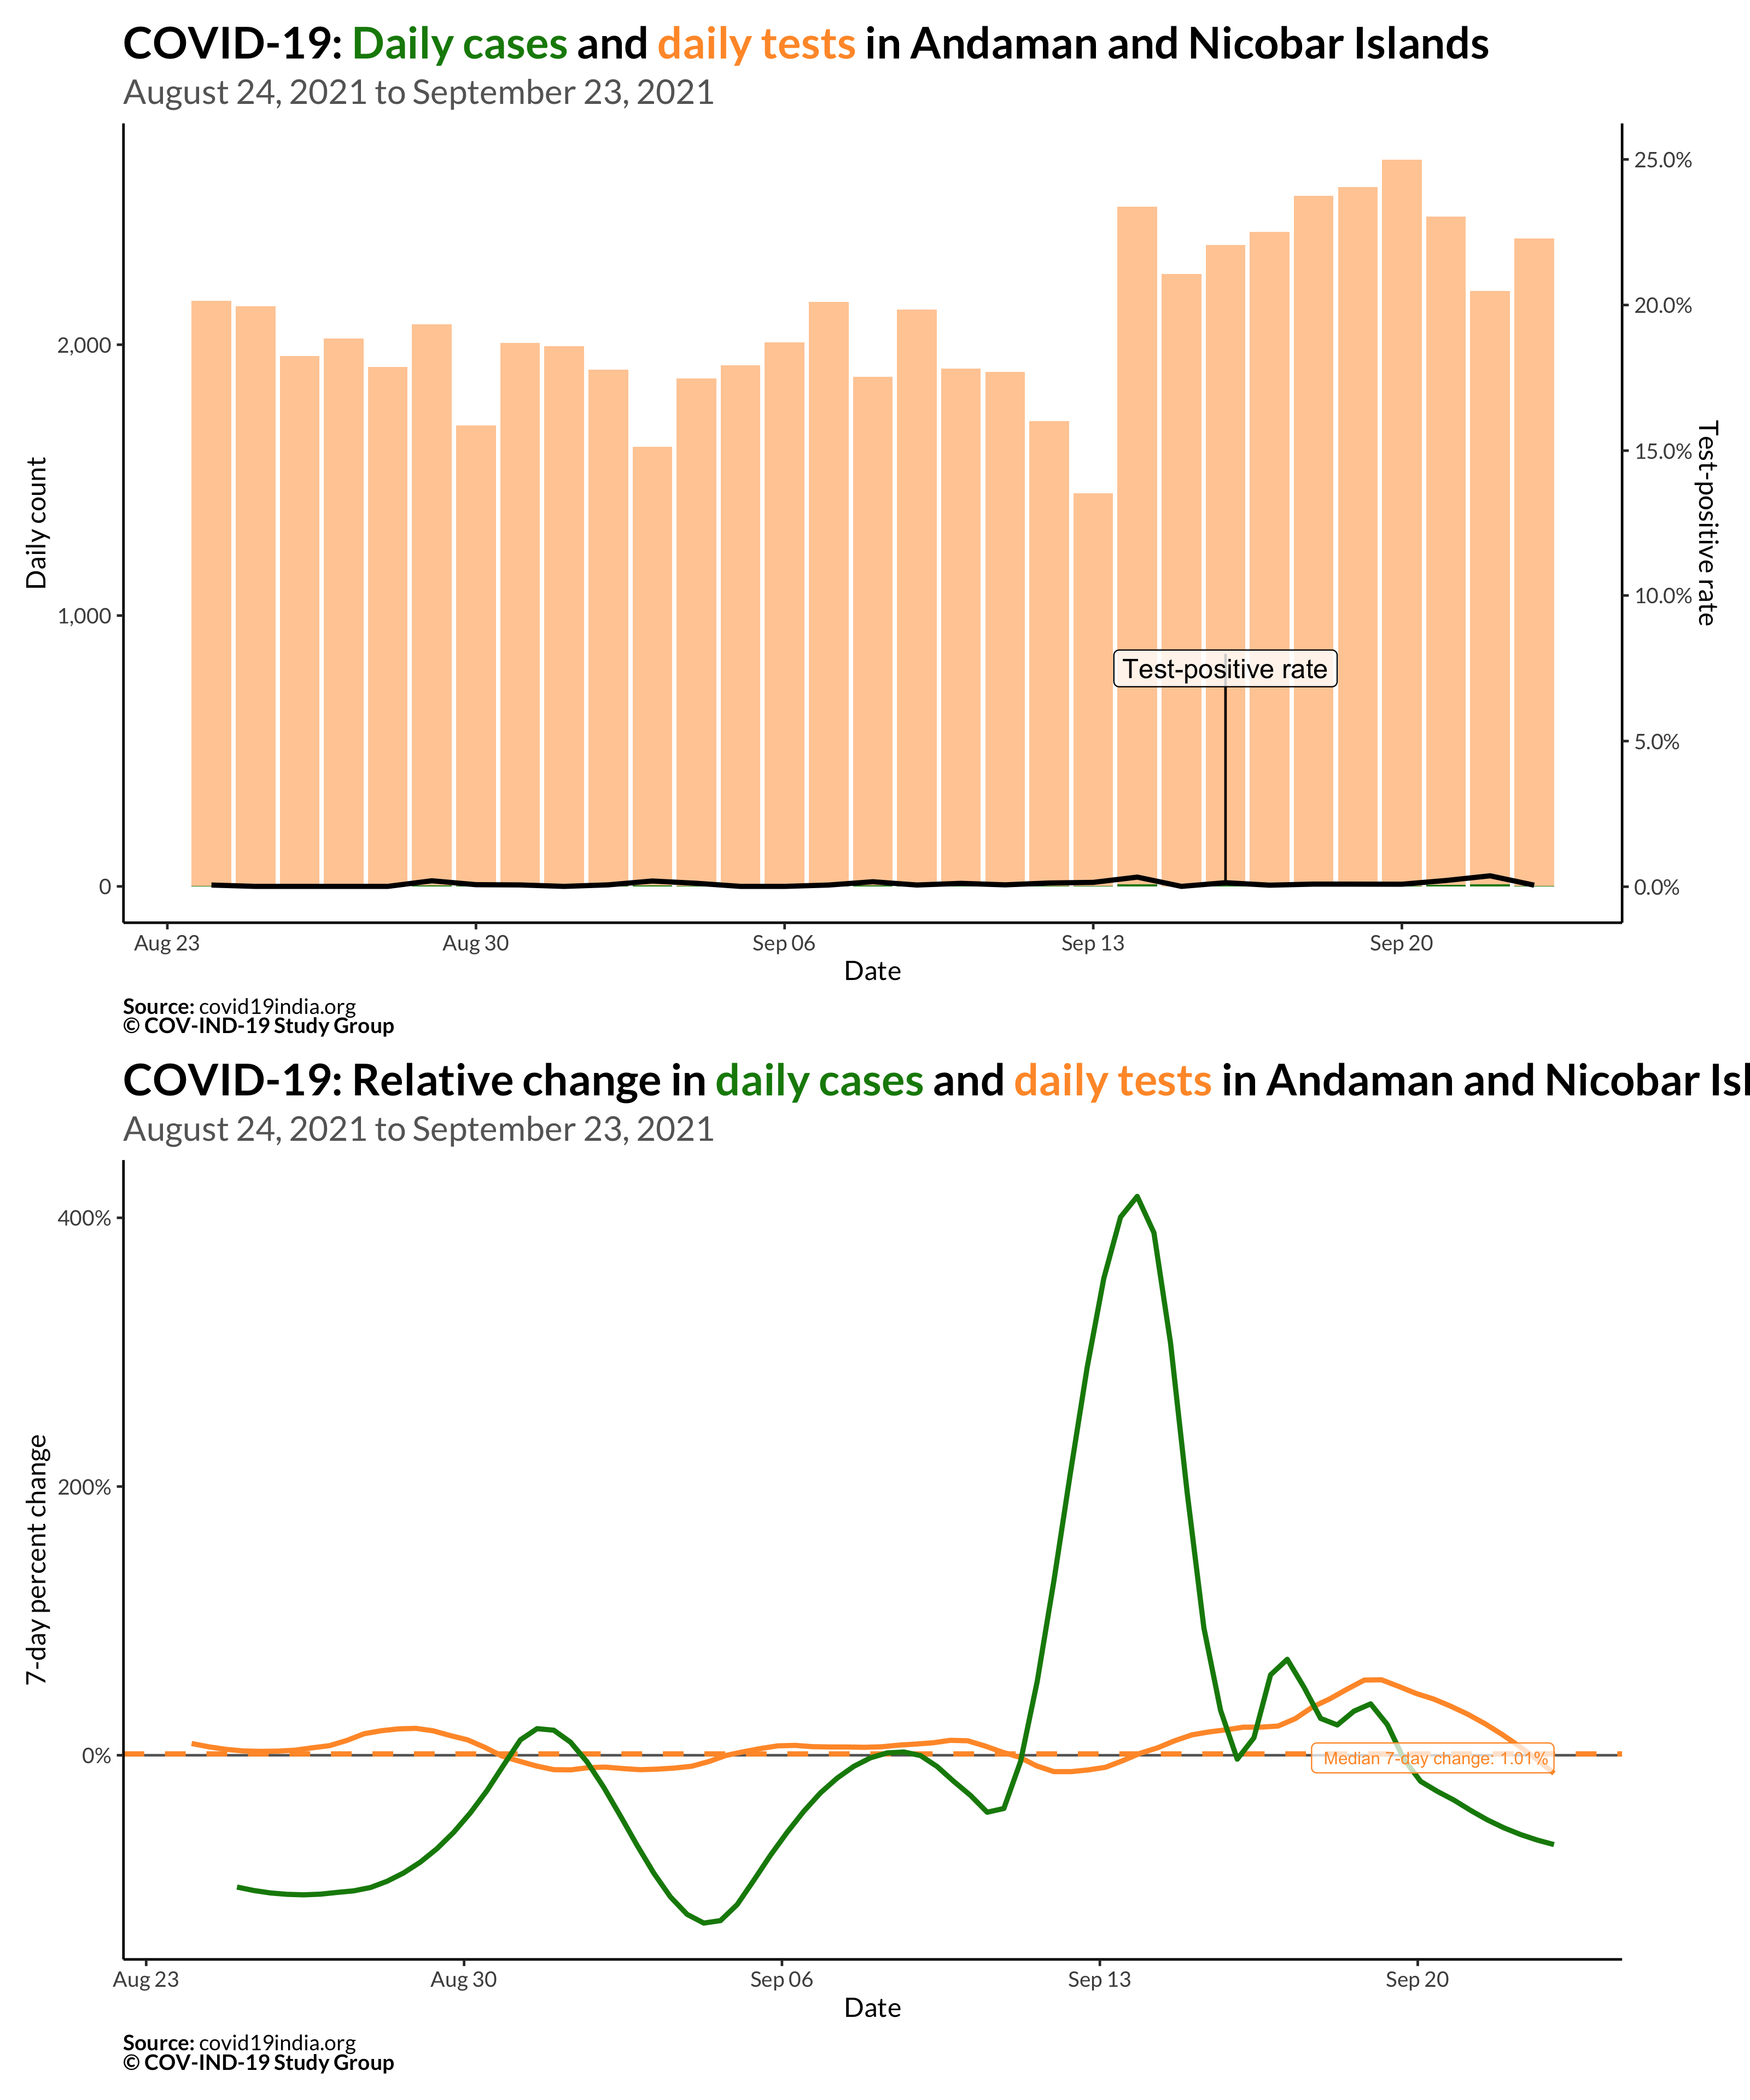 COVID-19: Daily cases and daily tests in Andaman and Nicobar Islands
August 24, 2021 to September 23, 2021
Daily count
2,000
1,000
0
25.0%
20.0%
15.0%
10.0%
5.0%
0.0%
Test-positive rate
Test-positive rate
Aug 23
Aug 30
Sep 06
Sep 13
Sep 20
Date
Source: covid19india.org
© COV-IND-19 Study Group
COVID-19: Relative change in daily cases and daily tests in Andaman and Nicobar Isl
August 24, 2021 to September 23, 2021
7-day percent change
400%
200%
0%
Median 7-day change: 1.01%
Aug 23
Aug 30
Sep 06
Sep 13
Sep 20
Date
Source: covid19india.org
© COV-IND-19 Study Group